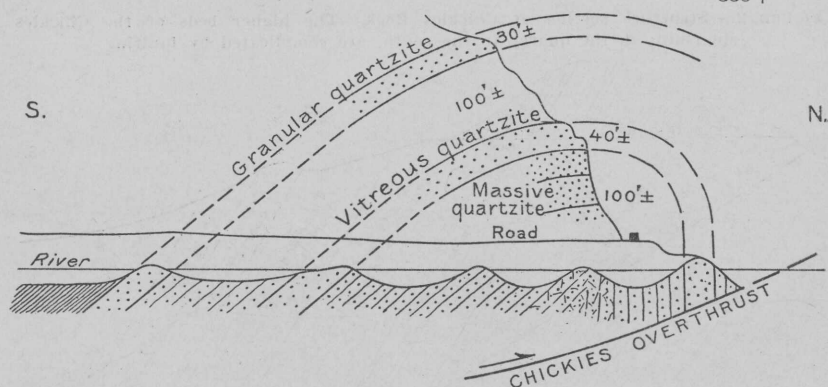 30'±
Granular quartzite
100'±
S.
N.
Vitreous quartzite
40'±
Massive
quartzite
100'±
Road
River
CHICKIES OVERTHRUST